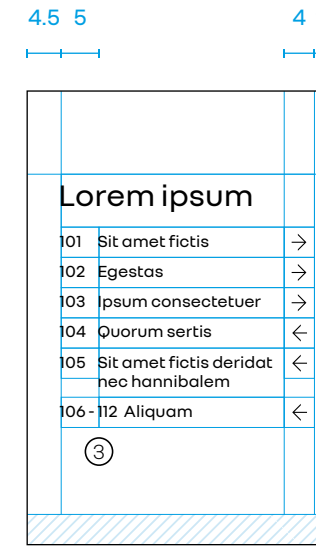 4.5 5 4
Lorem ipsum
101 Sit amet fictis →
102 Egestas →
103 Ipsum consectetuer →
104 Quorum sertis ←
105 Sit amet fictis deridat ←
nec hannibalem
106 - 112 Aliquam ←
3